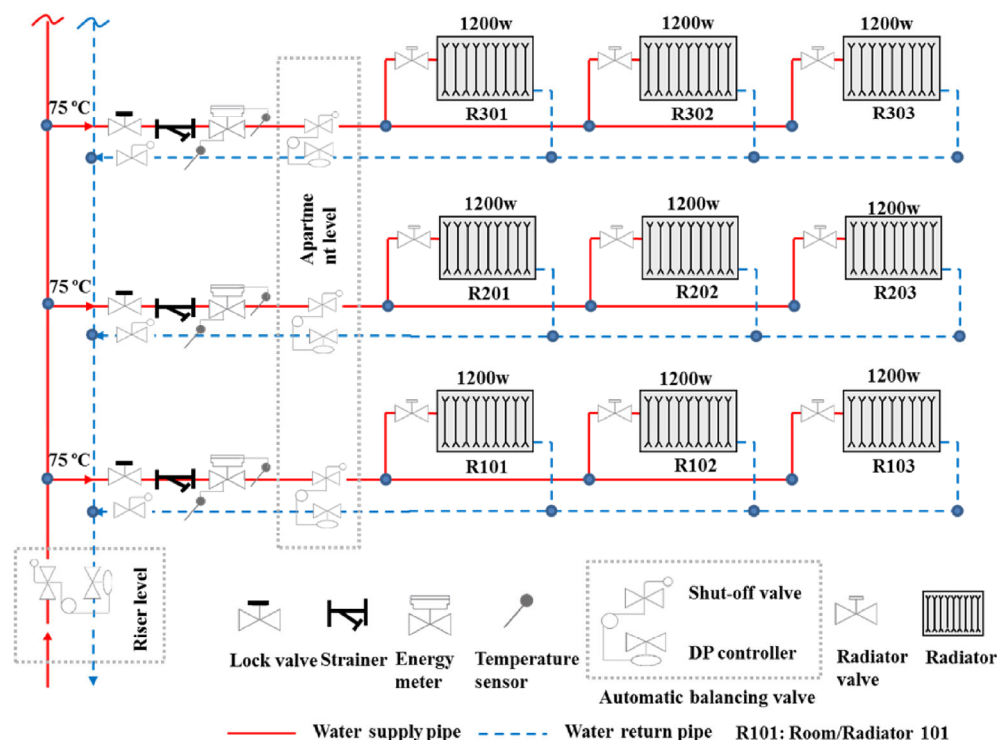 1200w 1200w 1200w
75 ºC
R301 R302 R303
Apartme
nt level
1200w 1200w 1200w
75 ºC
R201 R202 R203
1200w 1200w 1200w
75 ºC
R101 R102 R103
Riser level
Shut-off valve
DP controller
Lock valve Strainer Energy
meter
Temperature
sensor
Automatic balancing valve
Radiator
valve
Radiator
Water supply pipe Water return pipe R101: Room/Radiator 101